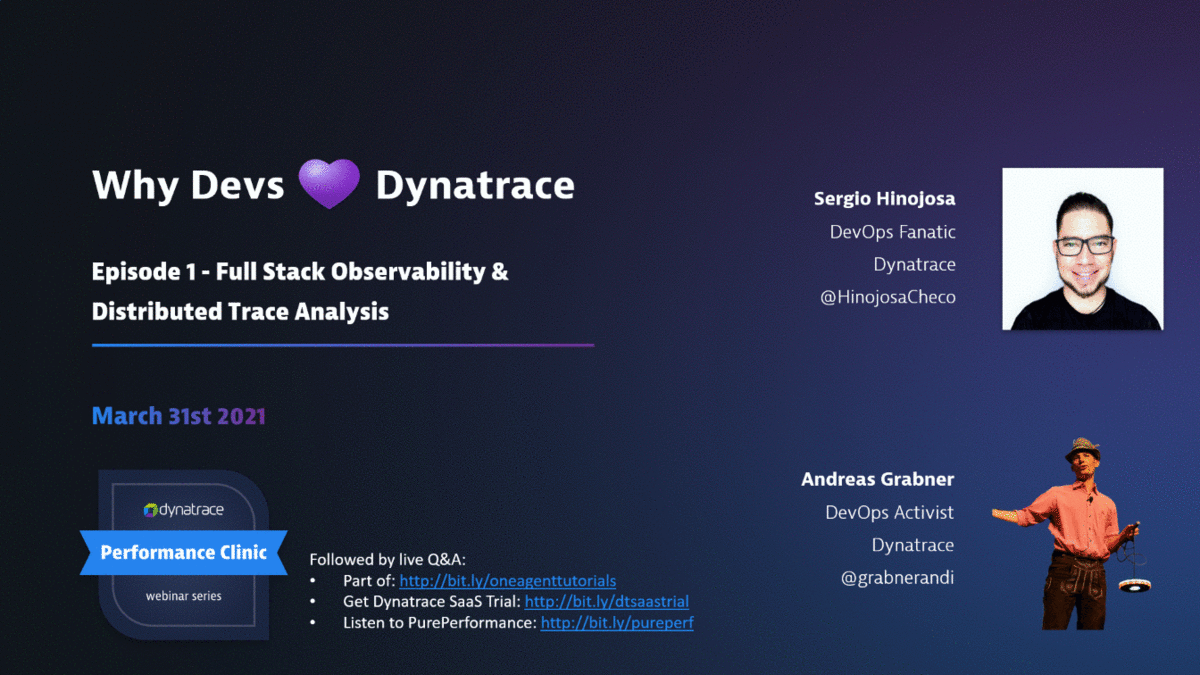 Why Devs 💜 Dynatrace
Episode 1 - Full Stack Observability &
Distributed Trace Analysis
March 31st 2021
dynatrace
Performance Clinic
webinar series
Followed by live Q&A:
• Part of: http://bit.ly/oneagenttutorials
• Get Dynatrace SaaS Trial: http://bit.ly/dtsaastrial
• Listen to PurePerformance: http://bit.ly/pureperf
Sergio Hinojosa
DevOps Fanatic
Dynatrace
@HinojosaCheco
Andreas Grabner
DevOps Activist
Dynatrace
@grabnerandi